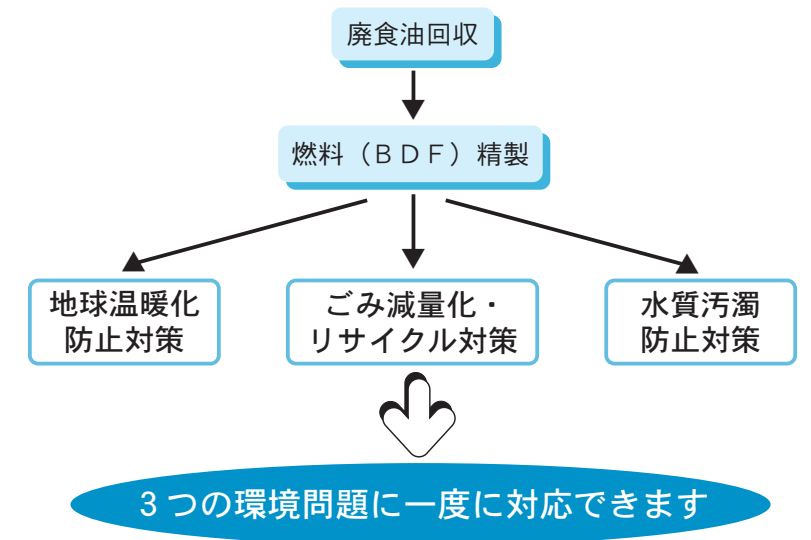 廃食油回収
燃料（ＢＤＦ）精製
地球温暖化
防止対策
ごみ減量化・
リサイクル対策
水質汚濁
防止対策
3つの環境問題に一度に対応できます